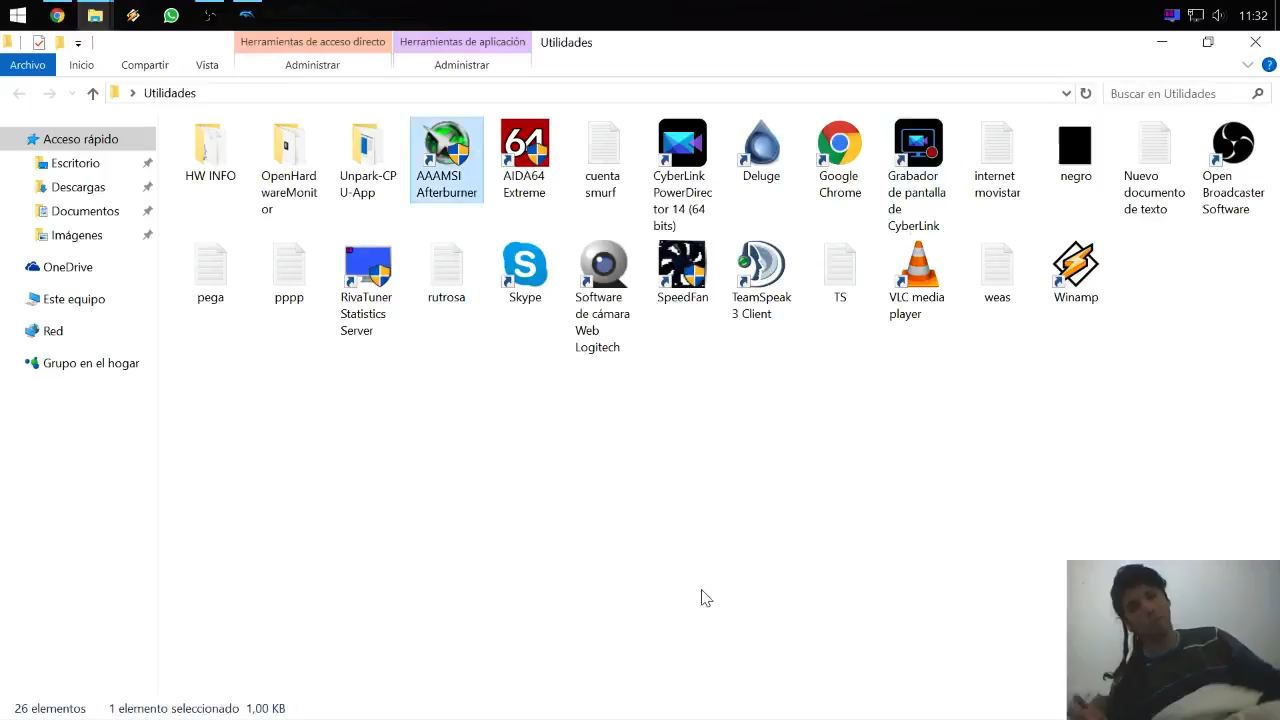 11:32
Herramientas de acceso directo
Herramientas de aplicación
Utilidades
Archivo
Inicio
Compartir
Vista
Administrar
Administrar
?
Utilidades
Buscar en Utilidades
Acceso rápido
Escritorio
Descargas
Documentos
Imágenes
OneDrive
Este equipo
Red
Grupo en el hogar
HW INFO
OpenHard
wareMonit
or
Unpark-CP
U-App
AAAMSI
Afterburner
64
AIDA64
Extreme
cuenta
smurf
CyberLink
PowerDirec
tor 14 (64
bits)
Deluge
Google
Chrome
Grabador
de pantalla
de
CyberLink
internet
movistar
negro
Nuevo
documento
de texto
Open
Broadcaster
Software
pega
pppp
RivaTuner
Statistics
Server
rutrosa
S
Skype
Software
de cámara
Web
Logitech
SpeedFan
TeamSpeak
3 Client
TS
VLC media
player
weas
Winamp
26 elementos
1 elemento seleccionado 1,00 KB